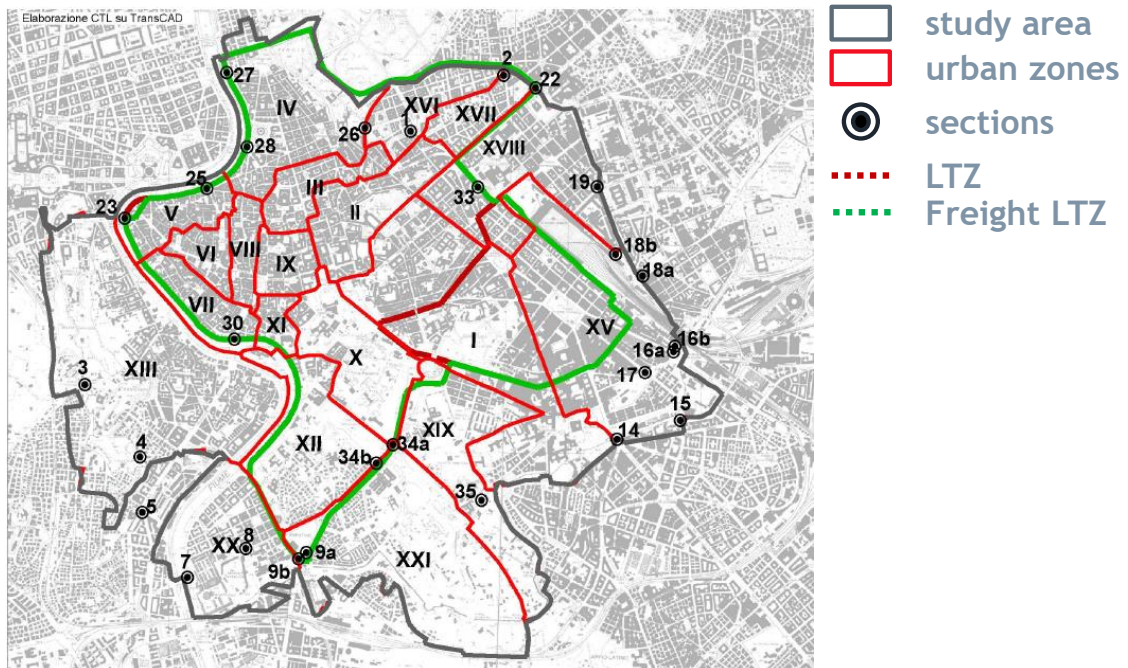 Elaborazione CTL su TransCAD
study area
urban zones
sections
LTZ
Freight LTZ
27
2
22
IV
XVI
1
XVII
26
28
XVIII
III
25
33
19
II
23
V
VI
VIII
IX
18b
18a
VII
XI
30
I
XV
16b
16a
X
17
3
XIII
15
XIX
14
XII
34a
4
34b
35
5
XX
8
9a
XXI
9b
7